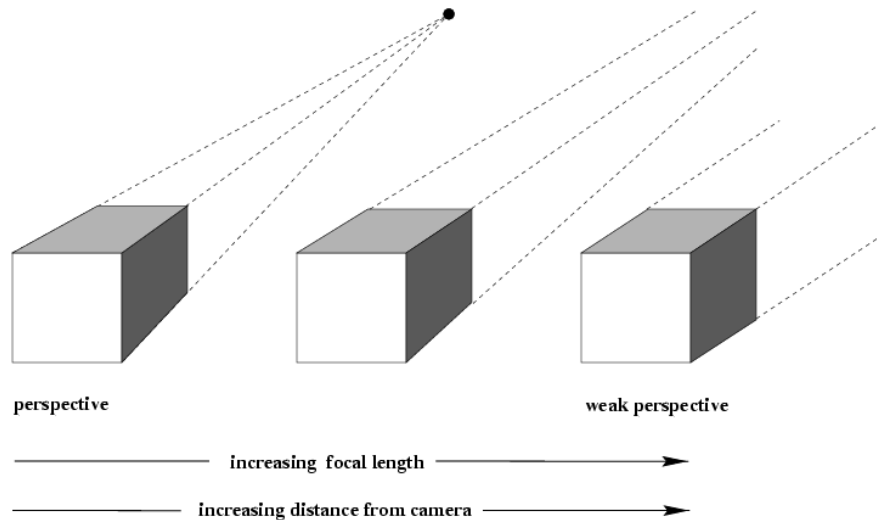 perspective
weak perspective
increasing focal length
increasing distance from camera